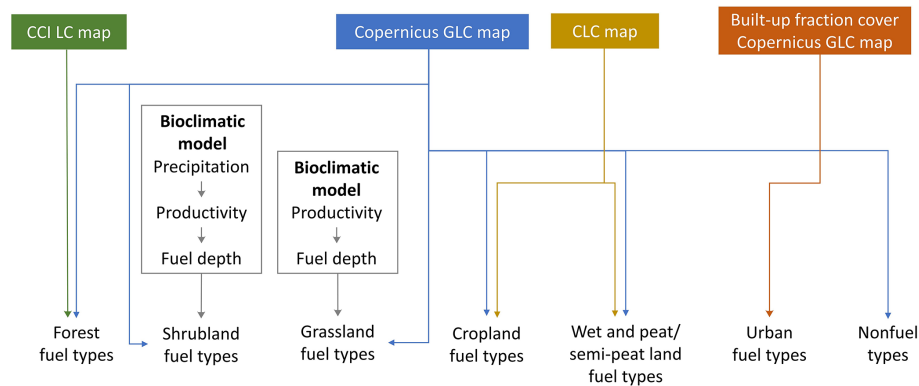 CCI LC map
Copernicus GLC map
CLC map
Built-up fraction cover
Copernicus GLC map
Bioclimatic
model
Precipitation
Productivity
Fuel depth
Bioclimatic
model
Productivity
Fuel depth
Forest
fuel types
Shrubland
fuel types
Grassland
fuel types
Cropland
fuel types
Wet and peat/
semi-peat land
fuel types
Urban
fuel types
Nonfuel
types